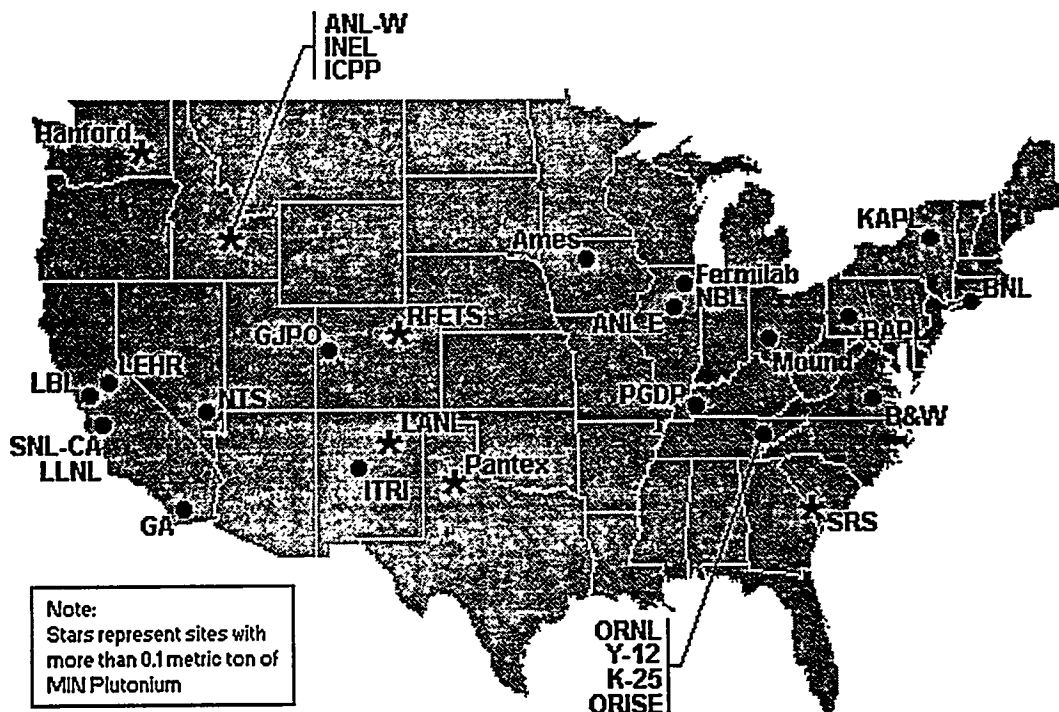 ANL-W
INEL
ICPP
Hanford
KAPL
Ames
Fermilab
NBL
BNL
ANL-E
RFETS
GJPO
BAPL
Mound
LEHR
LBL
NTS
PGDP
B&W
LANL
SNL-CA
LLNL
Pantex
ITRI
GA
SRS
Note:
Stars represent sites with
more than 0.1 metric ton of
MIN Plutonium
ORNL
Y-12
K-25
ORISE